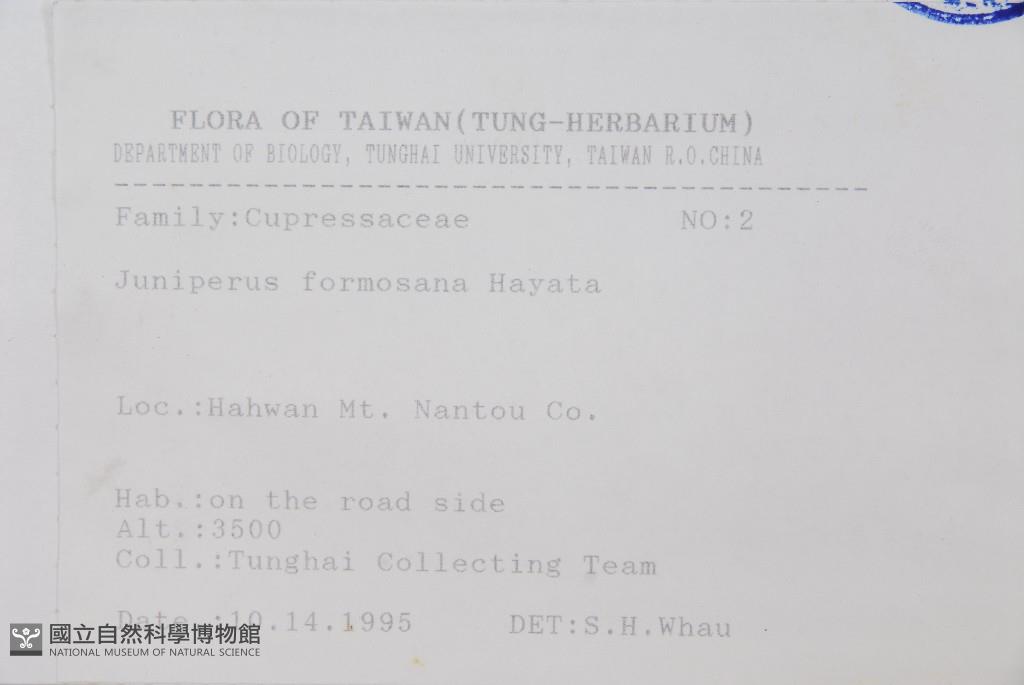 FLORA OF TAIWAN(TUNG-HERBARIUM)
DEPARTMENT OF BIOLOGY, TUNGHAI UNIVERSITY, TAIWAN R.O.CHINA
Family:Cupressaceae NO:2
Juniperus formosana Hayata
Loc.:Hahwan Mt. Nantou Co.
Hab.:on the road side
Alt.:3500
Coll.:Tunghai Collecting Team
Date.:10.14.1995 DET:S.H.Whau
國立自然科學博物館
NATIONAL MUSEUM OF NATURAL SCIENCE